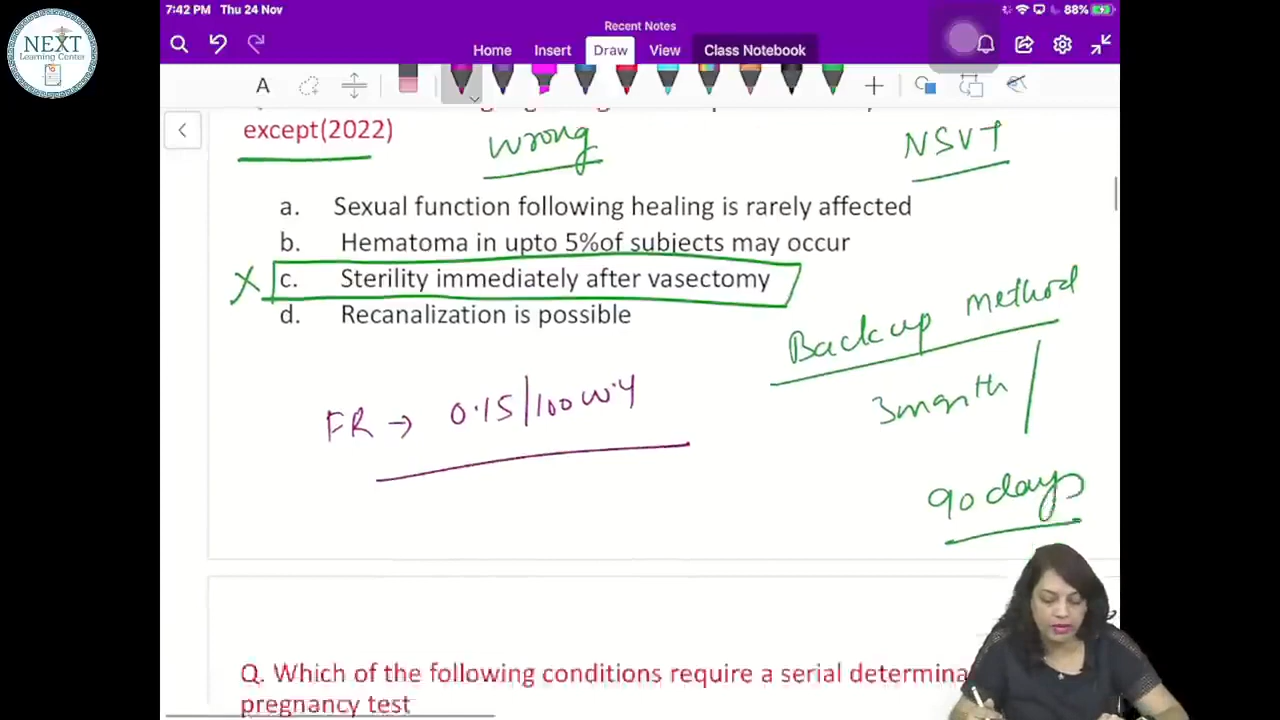 7:42 PM Thu 24 Nov
88%
NEXT
Learning Center
Recent Notes
Home Insert Draw View Class Notebook
A
except(2022)
wrong
NSVT
a. Sexual function following healing is rarely affected
b. Hematoma in upto 5%of subjects may occur
X c. Sterility immediately after vasectomy
d. Recanalization is possible
Backup method
3month
90 days
FR → 0.15/100 W.Y
Q. Which of the following conditions require a serial determina
pregnancy test